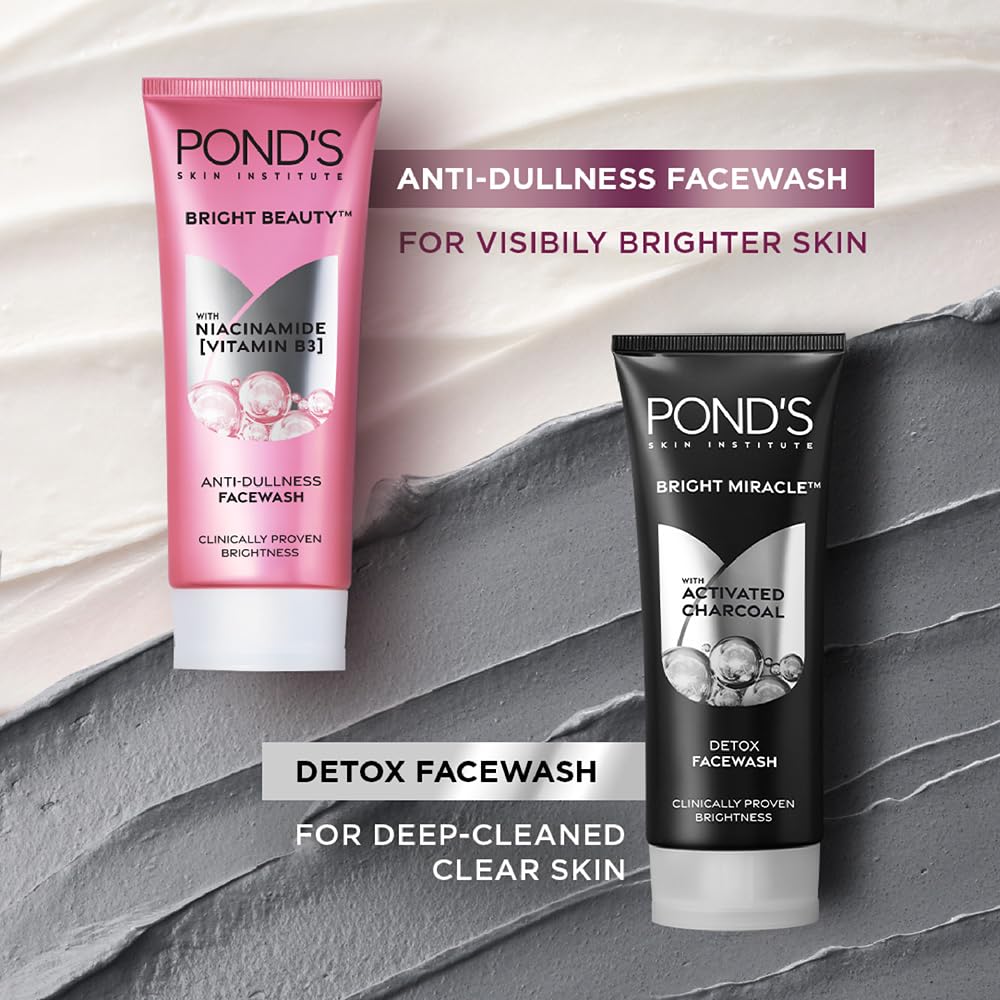 POND'S
SKIN INSTITUTE
BRIGHT BEAUTY™
WITH
NIACINAMIDE
[VITAMIN B3]
ANTI-DULLNESS
FACEWASH
CLINICALLY PROVEN
BRIGHTNESS
ANTI-DULLNESS FACEWASH
FOR VISIBILY BRIGHTER SKIN
POND'S
SKIN INSTITUTE
BRIGHT MIRACLE™
WITH
ACTIVATED
CHARCOAL
DETOX
FACEWASH
CLINICALLY PROVEN
BRIGHTNESS
DETOX FACEWASH
FOR DEEP-CLEANED
CLEAR SKIN